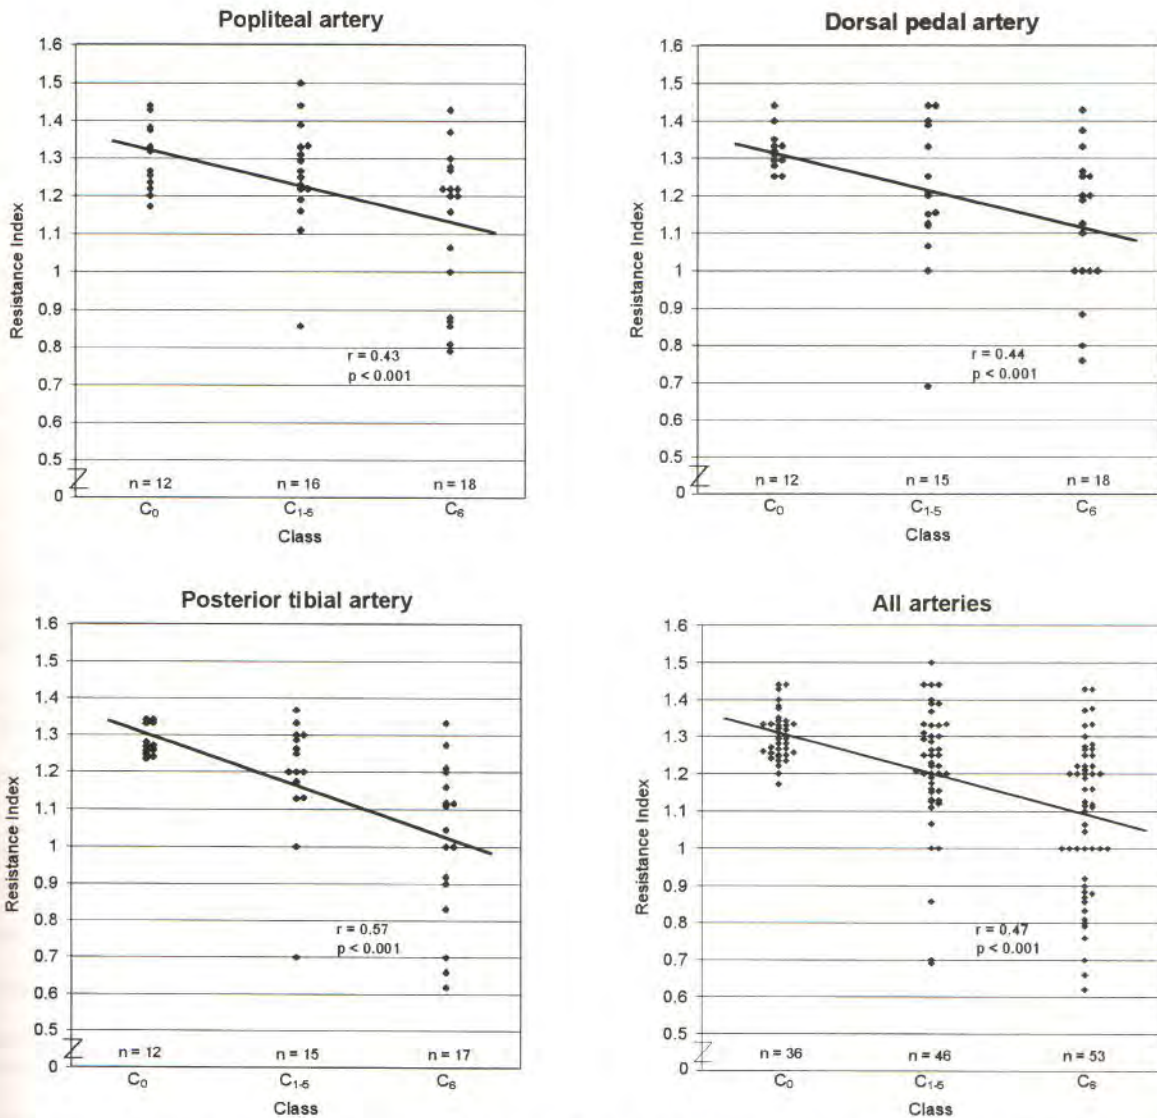 Popliteal artery
1.6
1.5
1.4
1.3
1.2
1.1
1
0.9
0.8
0.7
0.6
0.5
0
Resistance Index
r = 0.43
p < 0.001
n = 12 n = 16 n = 18
C0 C1-5 C6
Class
Dorsal pedal artery
1.6
1.5
1.4
1.3
1.2
1.1
1
0.9
0.8
0.7
0.6
0.5
0
Resistance Index
r = 0.44
p < 0.001
n = 12 n = 15 n = 18
C0 C1-5 C6
Class
Posterior tibial artery
1.6
1.5
1.4
1.3
1.2
1.1
1
0.9
0.8
0.7
0.6
0.5
0
Resistance Index
r = 0.57
p < 0.001
n = 12 n = 15 n = 17
C0 C1-5 C6
Class
All arteries
1.6
1.5
1.4
1.3
1.2
1.1
1
0.9
0.8
0.7
0.6
0.5
0
Resistance Index
r = 0.47
p < 0.001
n = 36 n = 46 n = 53
C0 C1-5 C6
Class